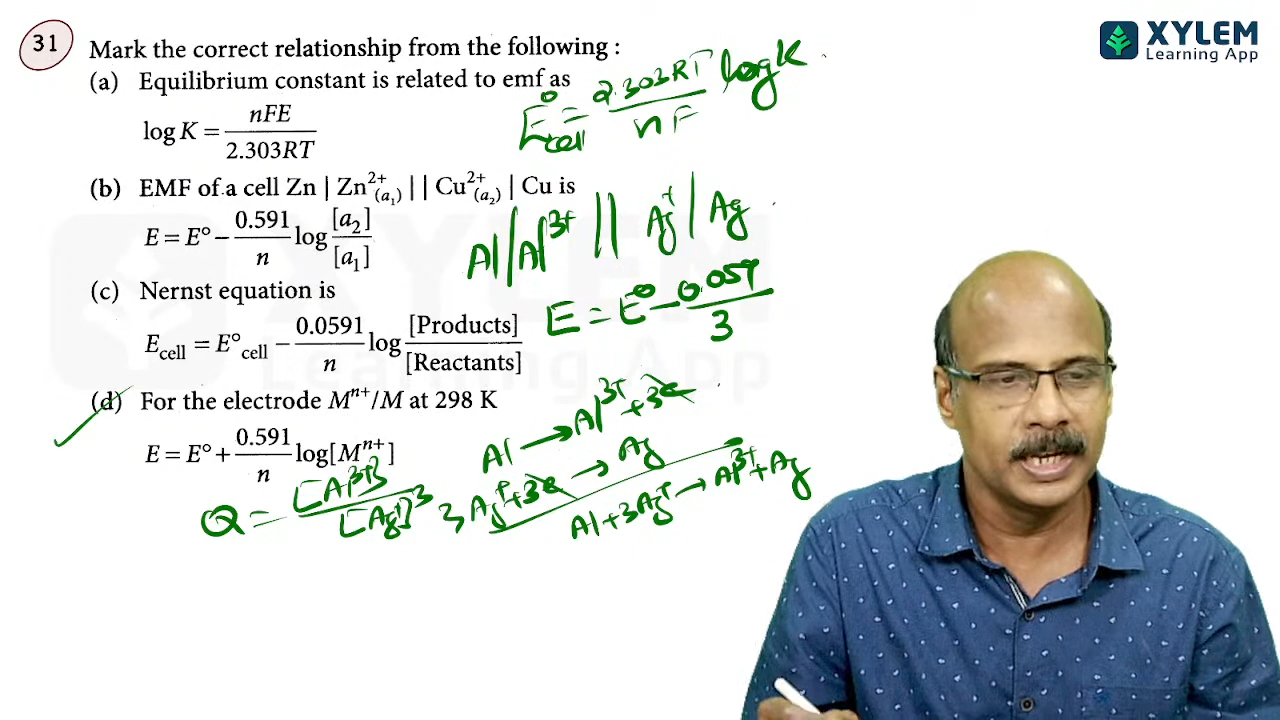 31
Mark the correct relationship from the following :
(a) Equilibrium constant is related to emf as
log K = nFE / 2.303RT
E°cell = 2.303RT / nF log K
(b) EMF of a cell Zn | Zn²⁺(a₁) || Cu²⁺(a₂) | Cu is
E = E° − 0.591/n log [a₂]/[a₁]
Al | Al³⁺ || Ag⁺ | Ag
(c) Nernst equation is
E = E° − 0.059/3
Ecell = E°cell − 0.0591/n log [Products]/[Reactants]
(d) For the electrode Mⁿ⁺/M at 298 K
E = E° + 0.591/n log[Mⁿ⁺]
Al → Al³⁺ + 3e
3Ag⁺ + 3e → Ag
Al + 3Ag⁺ → Al³⁺ + Ag
Q = [Al³⁺] / [Ag⁺]³
XYLEM
Learning App
XYLEM
Learning App